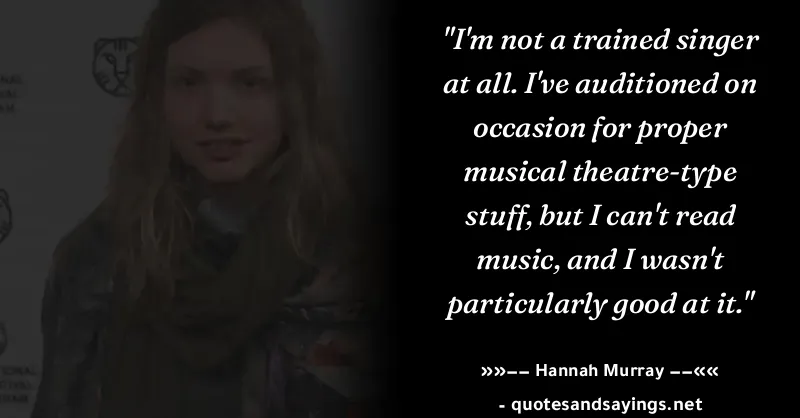 "I'm not a trained singer
at all. I've auditioned on
occasion for proper
musical theatre-type
stuff, but I can't read
music, and I wasn't
particularly good at it."
»»–– Hannah Murray ––««
- quotesandsayings.net